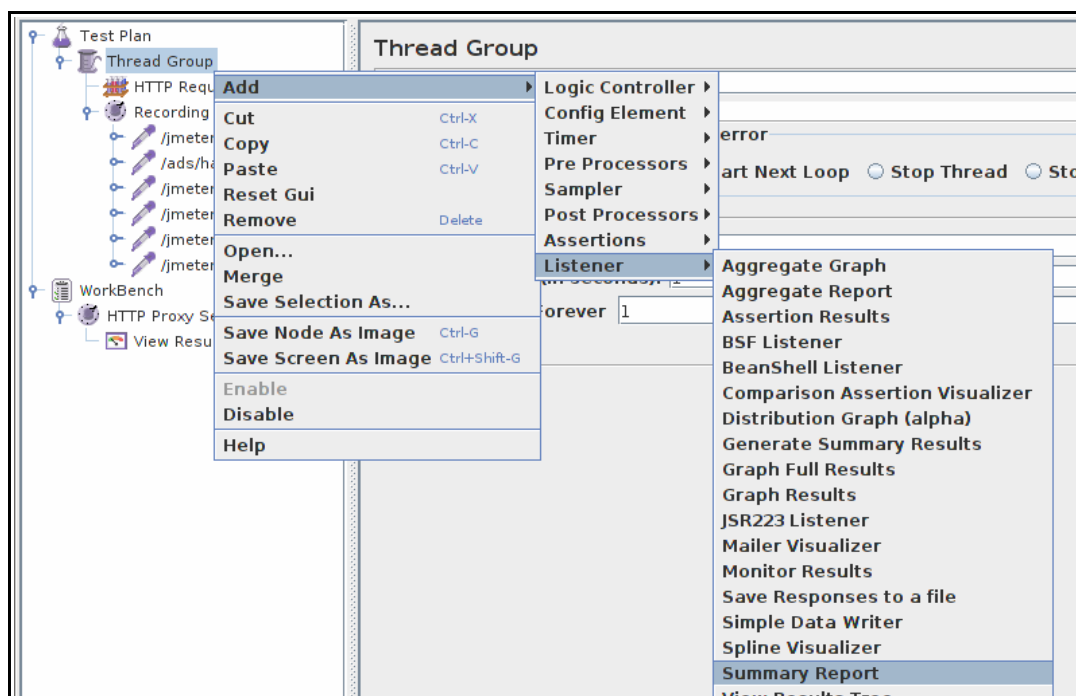 Test Plan
Thread Group
HTTP Requ
Recording
/jmeter
/ads/ha
/jmeter
/jmeter
/jmeter
/jmeter
WorkBench
HTTP Proxy Se
View Resu
Add
Cut Ctrl-X
Copy Ctrl-C
Paste Ctrl-V
Reset Gui
Remove Delete
Open...
Merge
Save Selection As...
Save Node As Image Ctrl-G
Save Screen As Image Ctrl+Shift-G
Enable
Disable
Help
Logic Controller
Config Element
Timer
Pre Processors
Sampler
Post Processors
Assertions
Listener
Thread Group
error
art Next Loop Stop Thread Sto
(in seconds): 1
orever 1
Aggregate Graph
Aggregate Report
Assertion Results
BSF Listener
BeanShell Listener
Comparison Assertion Visualizer
Distribution Graph (alpha)
Generate Summary Results
Graph Full Results
Graph Results
JSR223 Listener
Mailer Visualizer
Monitor Results
Save Responses to a file
Simple Data Writer
Spline Visualizer
Summary Report
View Results Tree